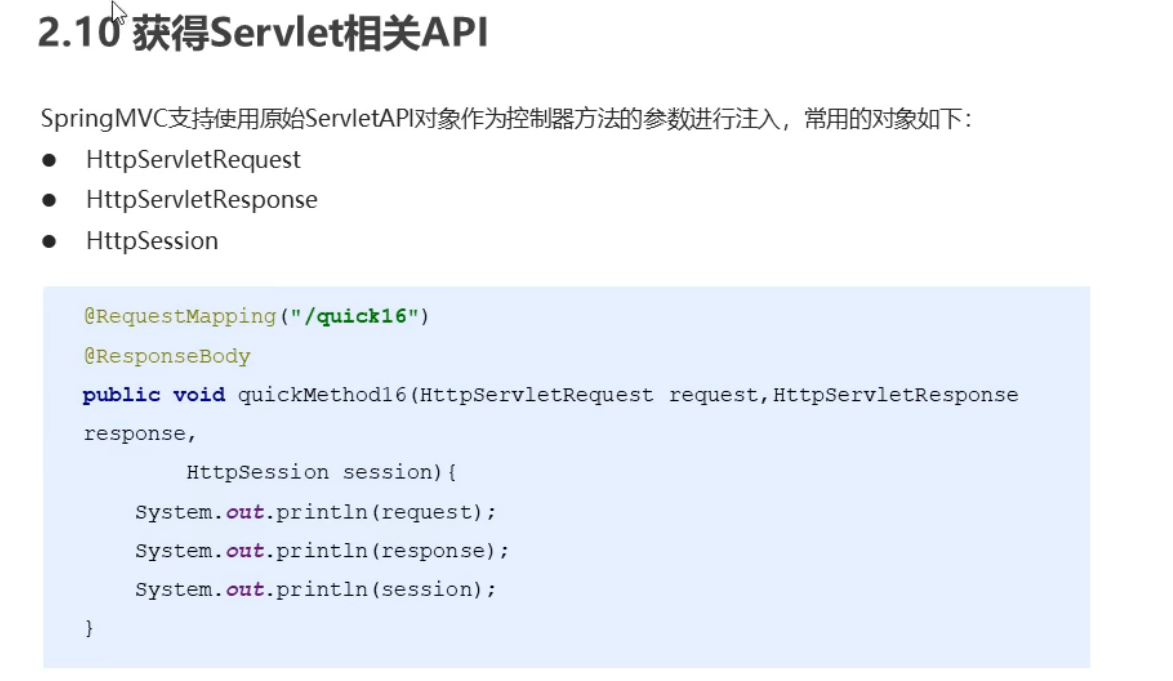 2.10 获得Servlet相关API
SpringMVC支持使用原始ServletAPI对象作为控制器方法的参数进行注入，常用的对象如下：
● HttpServletRequest
● HttpServletResponse
● HttpSession
@RequestMapping("/quick16")
@ResponseBody
public void quickMethod16(HttpServletRequest request,HttpServletResponse
response,
HttpSession session){
System.out.println(request);
System.out.println(response);
System.out.println(session);
}